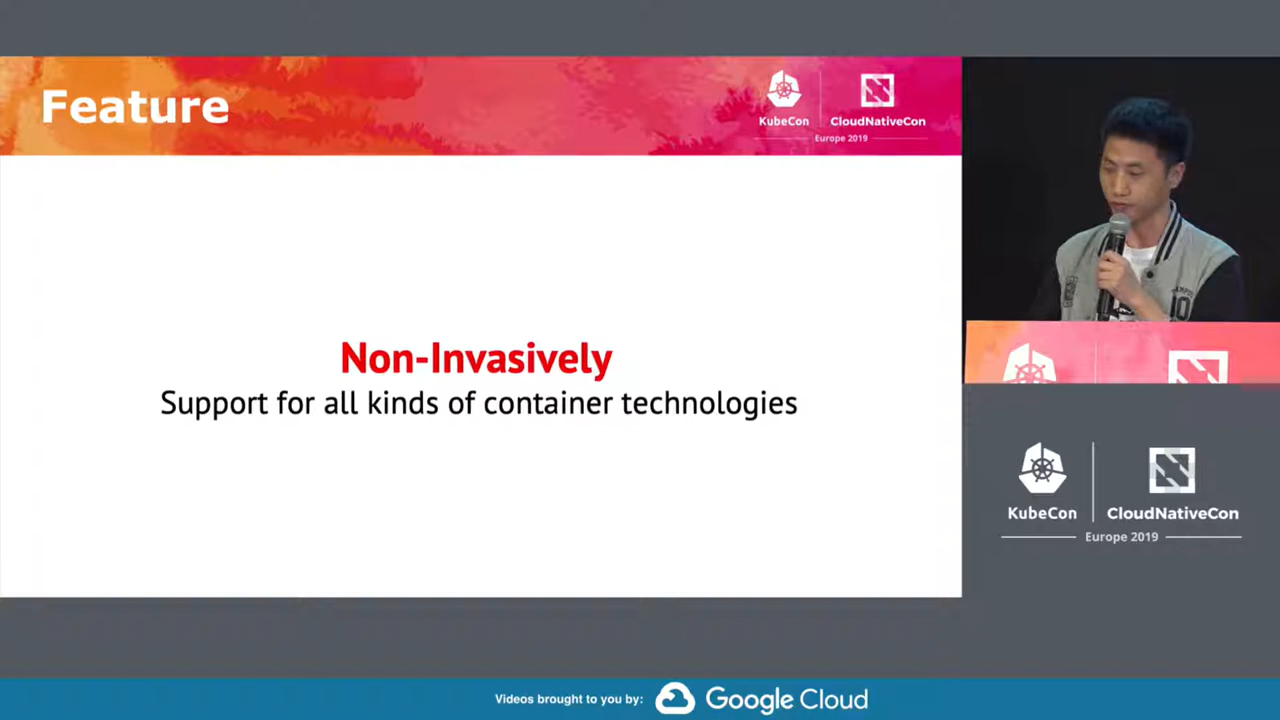 Feature
KubeCon
CloudNativeCon
Europe 2019
Non-Invasively
Support for all kinds of container technologies
10
KubeCon
CloudNativeCon
Europe 2019
Videos brought to you by:
Google Cloud